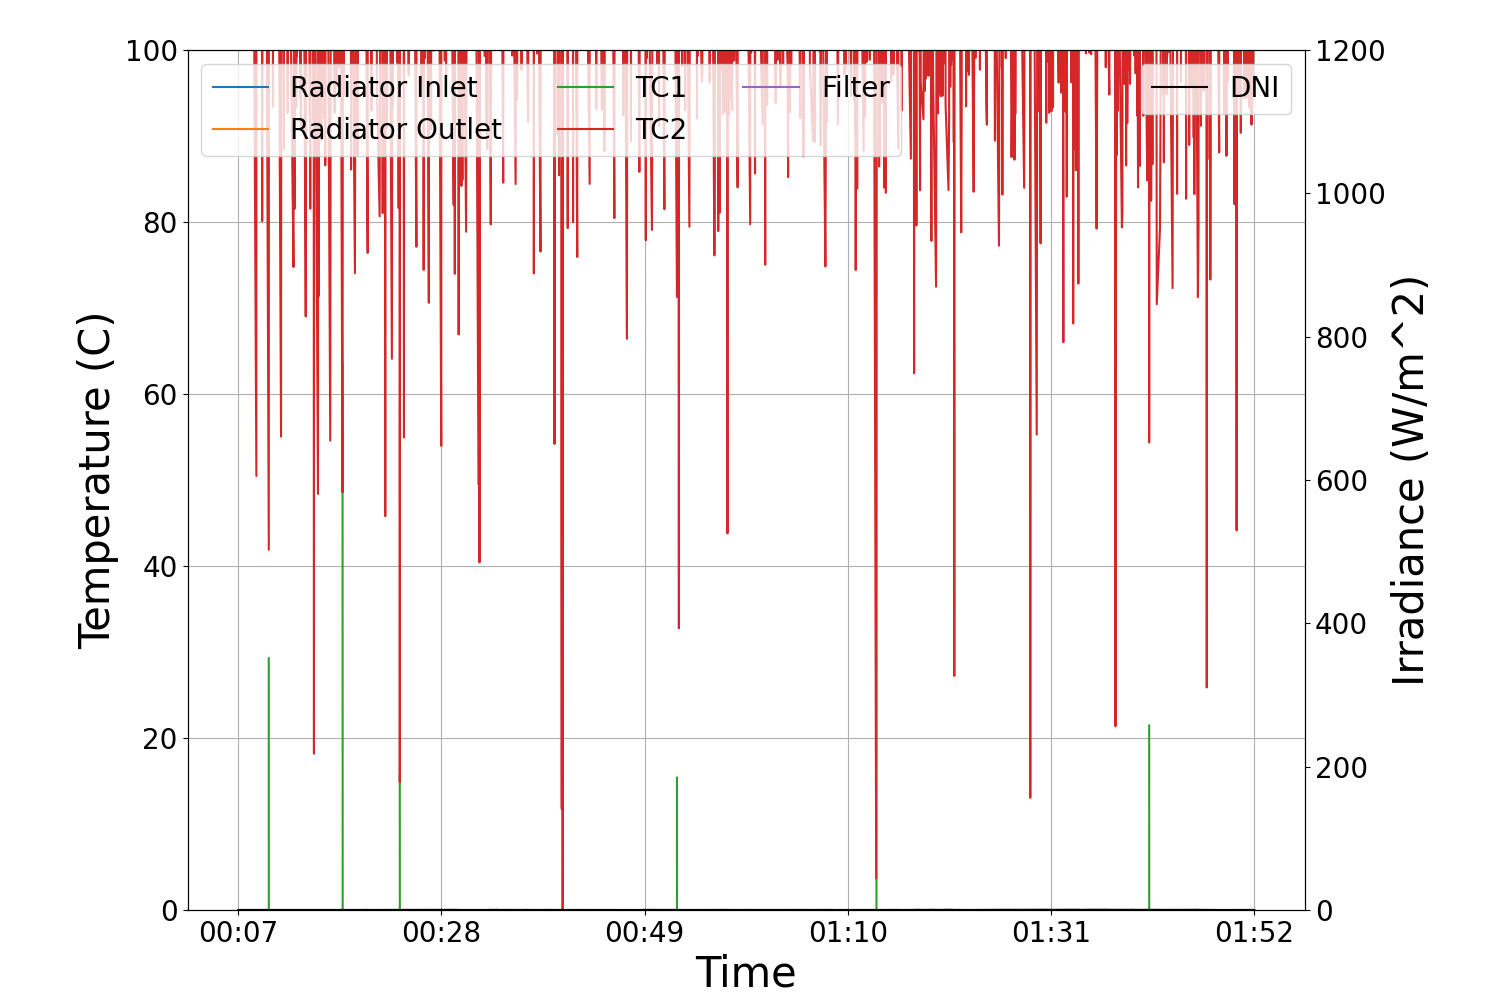 100
80
60
40
20
0
Temperature (C)
Radiator Inlet
Radiator Outlet
TC1
TC2
Filter
DNI
1200
1000
800
600
400
200
0
Irradiance (W/m^2)
00:07 00:28 00:49 01:10 01:31 01:52
Time